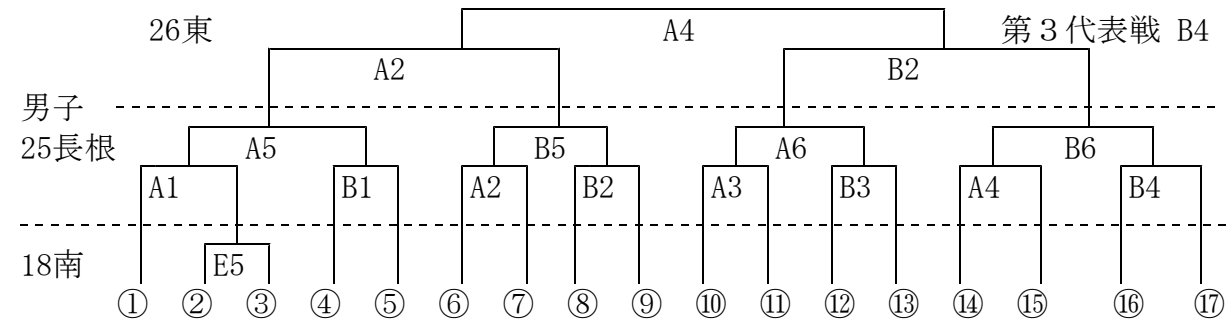 26東 A4 第３代表戦 B4
A2 B2
男子
25長根 A5 B5 A6 B6
A1 B1 A2 B2 A3 B3 A4 B4
18南 E5
① ② ③ ④ ⑤ ⑥ ⑦ ⑧ ⑨ ⑩ ⑪ ⑫ ⑬ ⑭ ⑮ ⑯ ⑰